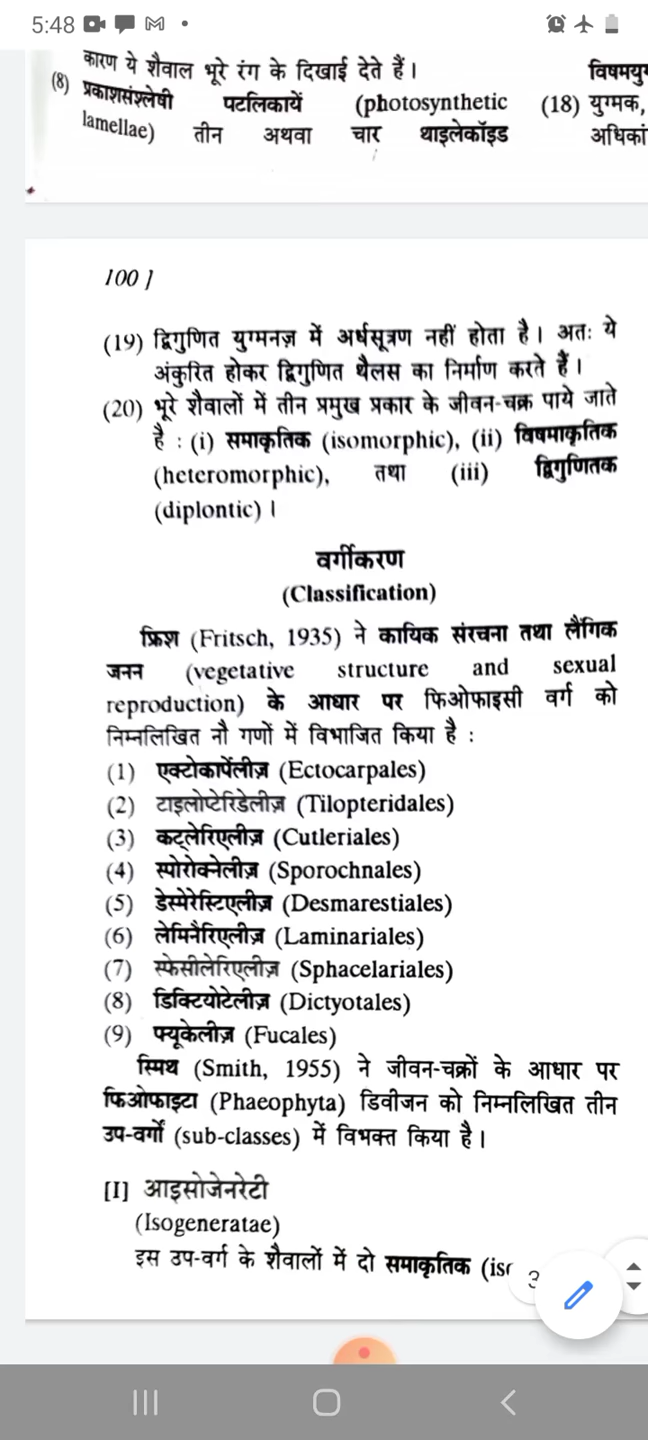 5:48
कारण ये शैवाल भूरे रंग के दिखाई देते हैं।
(8) प्रकाशसंश्लेषी पटलिकायें (photosynthetic
lamellae) तीन अथवा चार थाइलेकॉइड
विषमयु
(18) युग्मक,
अधिकां
100]
(19) द्विगुणित युग्मनज़ में अर्धसूत्रण नहीं होता है। अतः ये
अंकुरित होकर द्विगुणित थैलस का निर्माण करते हैं।
(20) भूरे शैवालों में तीन प्रमुख प्रकार के जीवन-चक्र पाये जाते
है : (i) समाकृतिक (isomorphic), (ii) विषमाकृतिक
(heteromorphic), तथा (iii) द्विगुणितक
(diplontic)।
वर्गीकरण
(Classification)
फ्रिश (Fritsch, 1935) ने कायिक संरचना तथा लैंगिक
जनन (vegetative structure and sexual
reproduction) के आधार पर फिओफाइसी वर्ग को
निम्नलिखित नौ गणों में विभाजित किया है :
(1) एक्टोकार्पेलीज़ (Ectocarpales)
(2) टाइलोप्टेरिडेलीज़ (Tilopteridales)
(3) कट्लेरिएलीज़ (Cutleriales)
(4) स्पोरोक्नेलीज़ (Sporochnales)
(5) डेस्मेरेस्टिएलीज़ (Desmarestiales)
(6) लेमिनैरिएलीज़ (Laminariales)
(7) स्फेसीलेरिएलीज़ (Sphacelariales)
(8) डिक्टियोटेलीज़ (Dictyotales)
(9) फ्यूकेलीज़ (Fucales)
स्मिथ (Smith, 1955) ने जीवन-चक्रों के आधार पर
फिओफाइटा (Phaeophyta) डिवीजन को निम्नलिखित तीन
उप-वर्गों (sub-classes) में विभक्त किया है।
[I] आइसोजेनरेटी
(Isogeneratae)
इस उप-वर्ग के शैवालों में दो समाकृतिक (iso
3